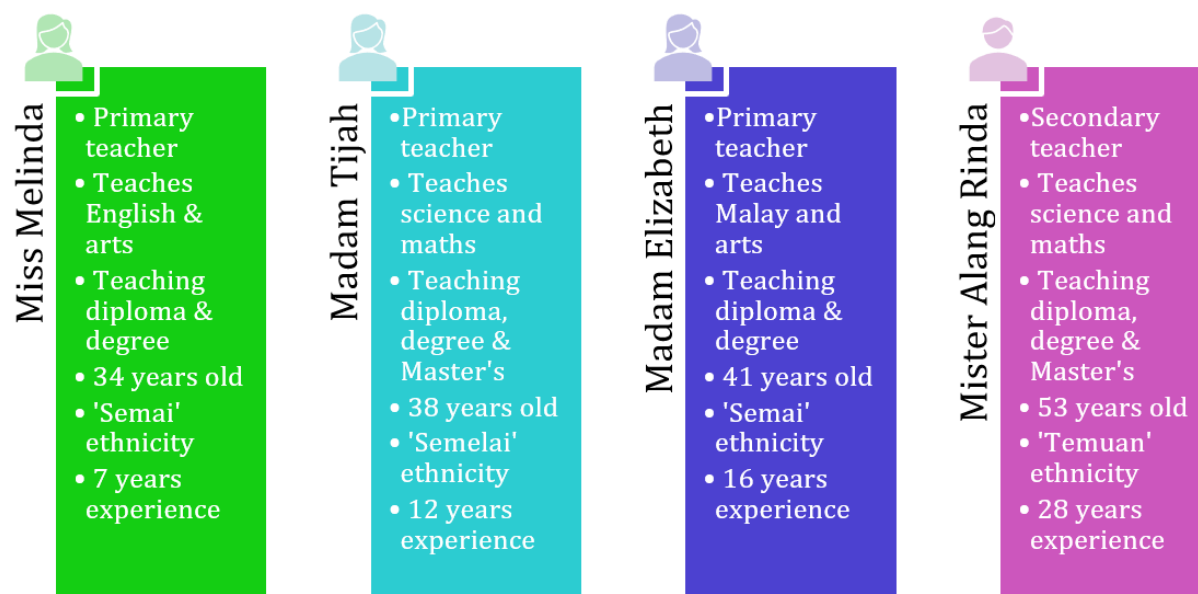 Miss Melinda
• Primary
teacher
• Teaches
English &
arts
• Teaching
diploma &
degree
• 34 years old
• 'Semai'
ethnicity
• 7 years
experience
Madam Tijah
•Primary
teacher
• Teaches
science and
maths
• Teaching
diploma,
degree &
Master's
• 38 years old
• 'Semelai'
ethnicity
• 12 years
experience
Madam Elizabeth
•Primary
teacher
• Teaches
Malay and
arts
• Teaching
diploma &
degree
• 41 years old
• 'Semai'
ethnicity
• 16 years
experience
Mister Alang Rinda
•Secondary
teacher
• Teaches
science and
maths
• Teaching
diploma,
degree &
Master's
• 53 years old
• 'Temuan'
ethnicity
• 28 years
experience